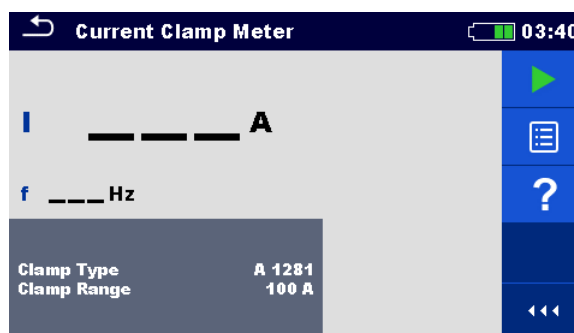 Current Clamp Meter 03:40
I ___ A
f ___ Hz
Clamp Type A 1281
Clamp Range 100 A
?